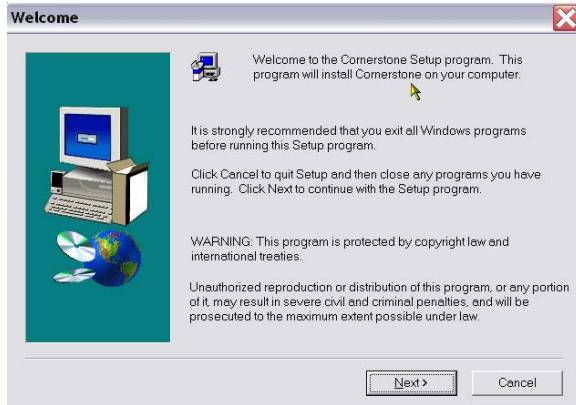 Welcome
Welcome to the Cornerstone Setup program. This
program will install Cornerstone on your computer.
It is strongly recommended that you exit all Windows programs
before running this Setup program.
Click Cancel to quit Setup and then close any programs you have
running. Click Next to continue with the Setup program.
WARNING: This program is protected by copyright law and
international treaties.
Unauthorized reproduction or distribution of this program, or any portion
of it, may result in severe civil and criminal penalties, and will be
prosecuted to the maximum extent possible under law.
Next >
Cancel